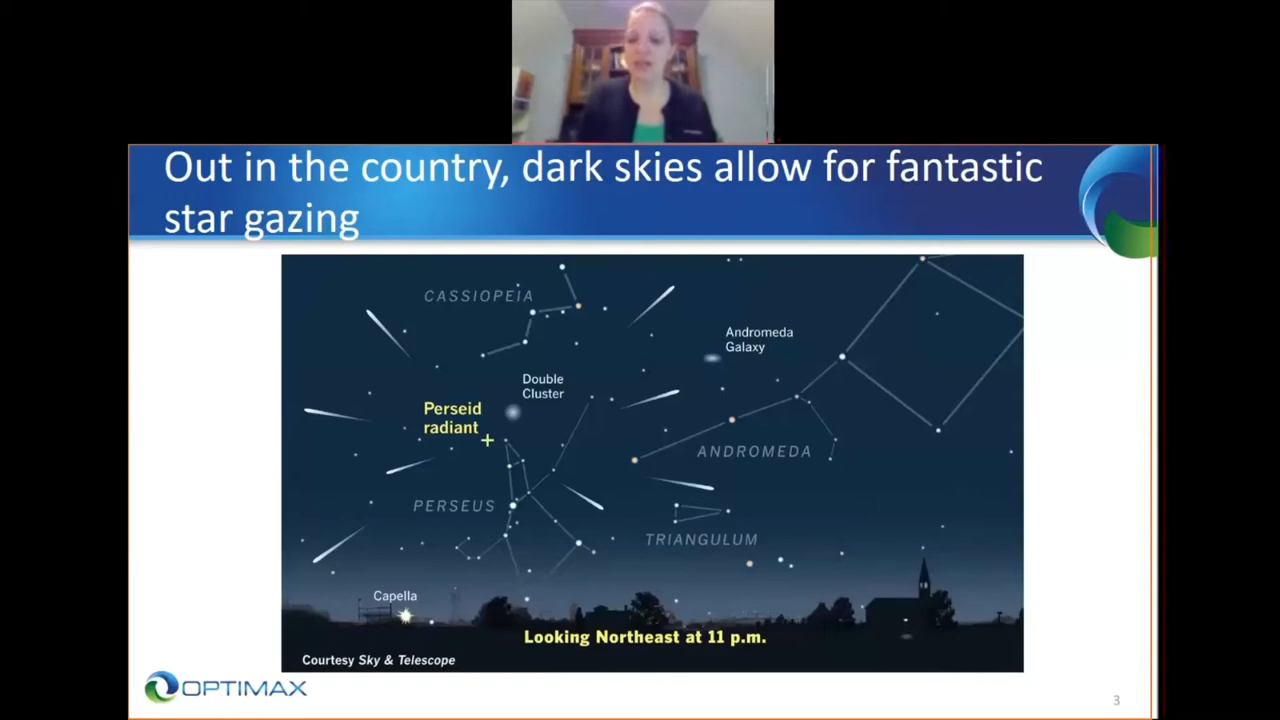 Out in the country, dark skies allow for fantastic
star gazing
CASSIOPEIA
Andromeda
Galaxy
Double
Cluster
Perseid
radiant
ANDROMEDA
PERSEUS
TRIANGULUM
Capella
Looking Northeast at 11 p.m.
Courtesy Sky & Telescope
OPTIMAX
3